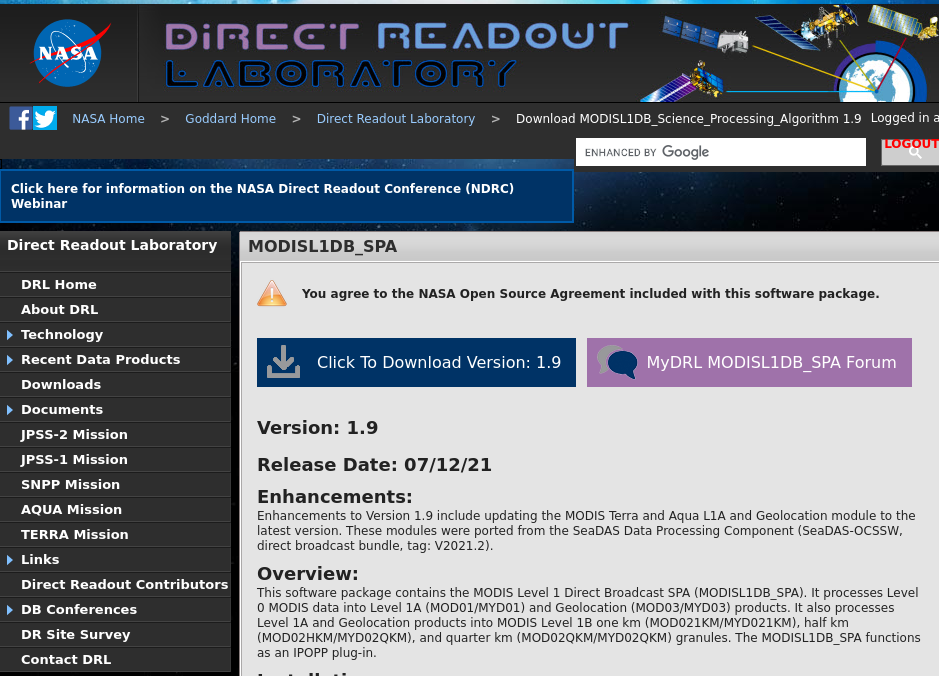 NASA
DIRECT READOUT
LABORATORY
NASA Home > Goddard Home > Direct Readout Laboratory > Download MODISL1DB_Science_Processing_Algorithm 1.9 Logged in a
LOGOUT
ENHANCED BY Google
Click here for information on the NASA Direct Readout Conference (NDRC)
Webinar
Direct Readout Laboratory
DRL Home
About DRL
Technology
Recent Data Products
Downloads
Documents
JPSS-2 Mission
JPSS-1 Mission
SNPP Mission
AQUA Mission
TERRA Mission
Links
Direct Readout Contributors
DB Conferences
DR Site Survey
Contact DRL
MODISL1DB_SPA
You agree to the NASA Open Source Agreement included with this software package.
Click To Download Version: 1.9
MyDRL MODISL1DB_SPA Forum
Version: 1.9
Release Date: 07/12/21
Enhancements:
Enhancements to Version 1.9 include updating the MODIS Terra and Aqua L1A and Geolocation module to the
latest version. These modules were ported from the SeaDAS Data Processing Component (SeaDAS-OCSSW,
direct broadcast bundle, tag: V2021.2).
Overview:
This software package contains the MODIS Level 1 Direct Broadcast SPA (MODISL1DB_SPA). It processes Level
0 MODIS data into Level 1A (MOD01/MYD01) and Geolocation (MOD03/MYD03) products. It also processes
Level 1A and Geolocation products into MODIS Level 1B one km (MOD021KM/MYD021KM), half km
(MOD02HKM/MYD02QKM), and quarter km (MOD02QKM/MYD02QKM) granules. The MODISL1DB_SPA functions
as an IPOPP plug-in.